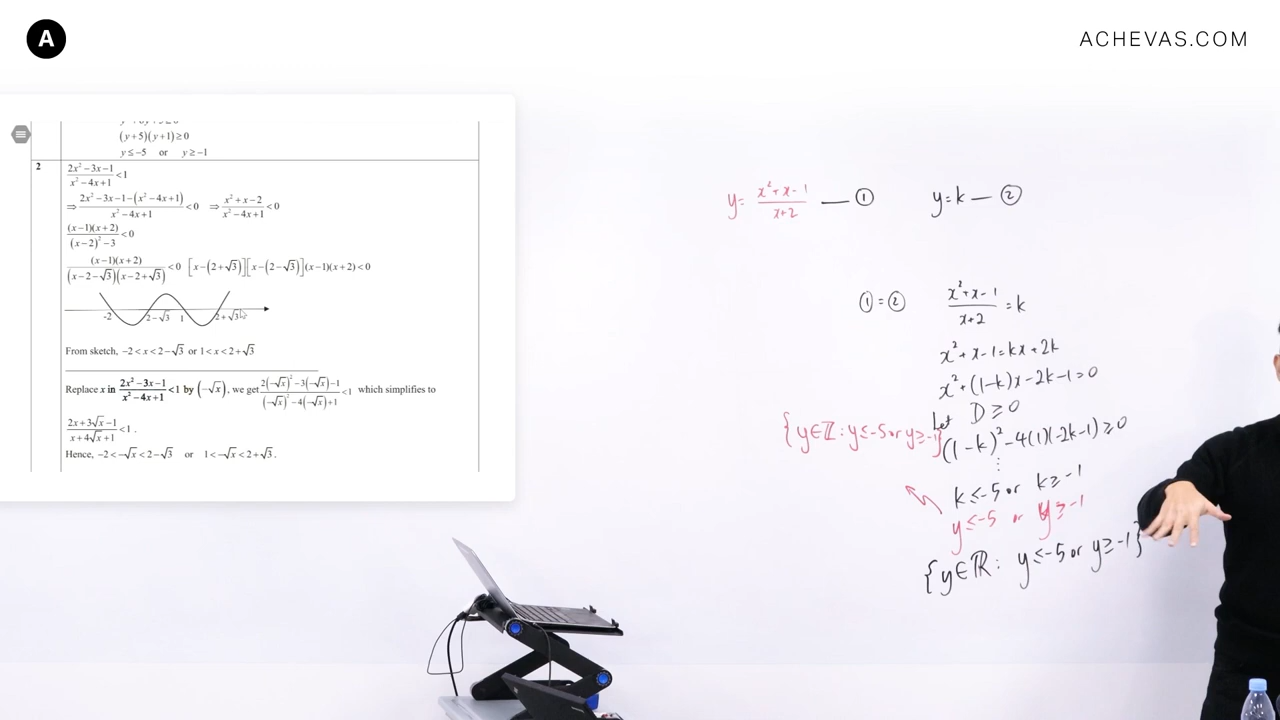 A
ACHEVAS.COM
(y+5)(y+1)≥0
y≤-5 or y≥-1
2
(2x²-3x-1)/(x²-4x+1)<1
⇒(2x²-3x-1-(x²-4x+1))/(x²-4x+1)<0 ⇒(x²+x-2)/(x²-4x+1)<0
(x-1)(x+2)/((x-2)²-3)<0
(x-1)(x+2)/((x-2-√3)(x-2+√3))<0 [x-(2+√3)][x-(2-√3)](x-1)(x+2)<0
-2 2-√3 1 2+√3
From sketch, -2<x<2-√3 or 1<x<2+√3
Replace x in (2x²-3x-1)/(x²-4x+1)<1 by (-√x), we get (2(-√x)²-3(-√x)-1)/((-√x)²-4(-√x)+1)<1 which simplifies to
(2x+3√x-1)/(x+4√x+1)<1.
Hence, -2<-√x<2-√3 or 1<-√x<2+√3.
y=(x²+x-1)/(x+2) — ① y=k — ②
①=② (x²+x-1)/(x+2)=k
x²+x-1=kx+2k
x²+(1-k)x-2k-1=0
Let D≥0
(1-k)²-4(1)(-2k-1)≥0
⋮
k≤-5 or k≥-1
y≤-5 or y≥-1
{y∈ℝ: y≤-5 or y≥-1}
{y∈ℤ: y≤-5 or y≥-1}